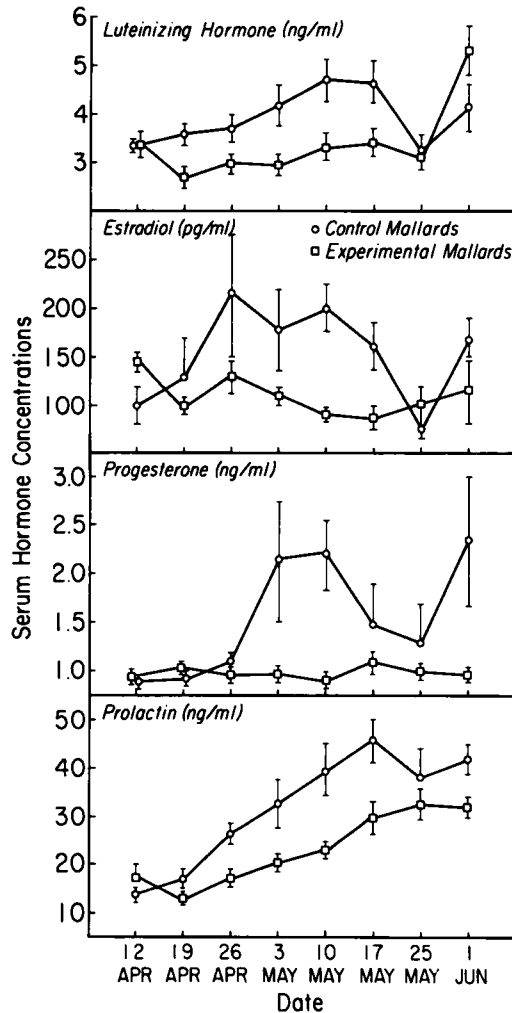 Luteinizing Hormone (ng/ml)
6
5
4
3
Estradiol (pg/ml)
Control Mallards
Experimental Mallards
250
200
150
100
Progesterone (ng/ml)
3.0
2.5
2.0
1.5
1.0
Prolactin (ng/ml)
50
40
30
20
10
Serum Hormone Concentrations
12 19 26 3 10 17 25 1
APR APR APR MAY MAY MAY MAY JUN
Date